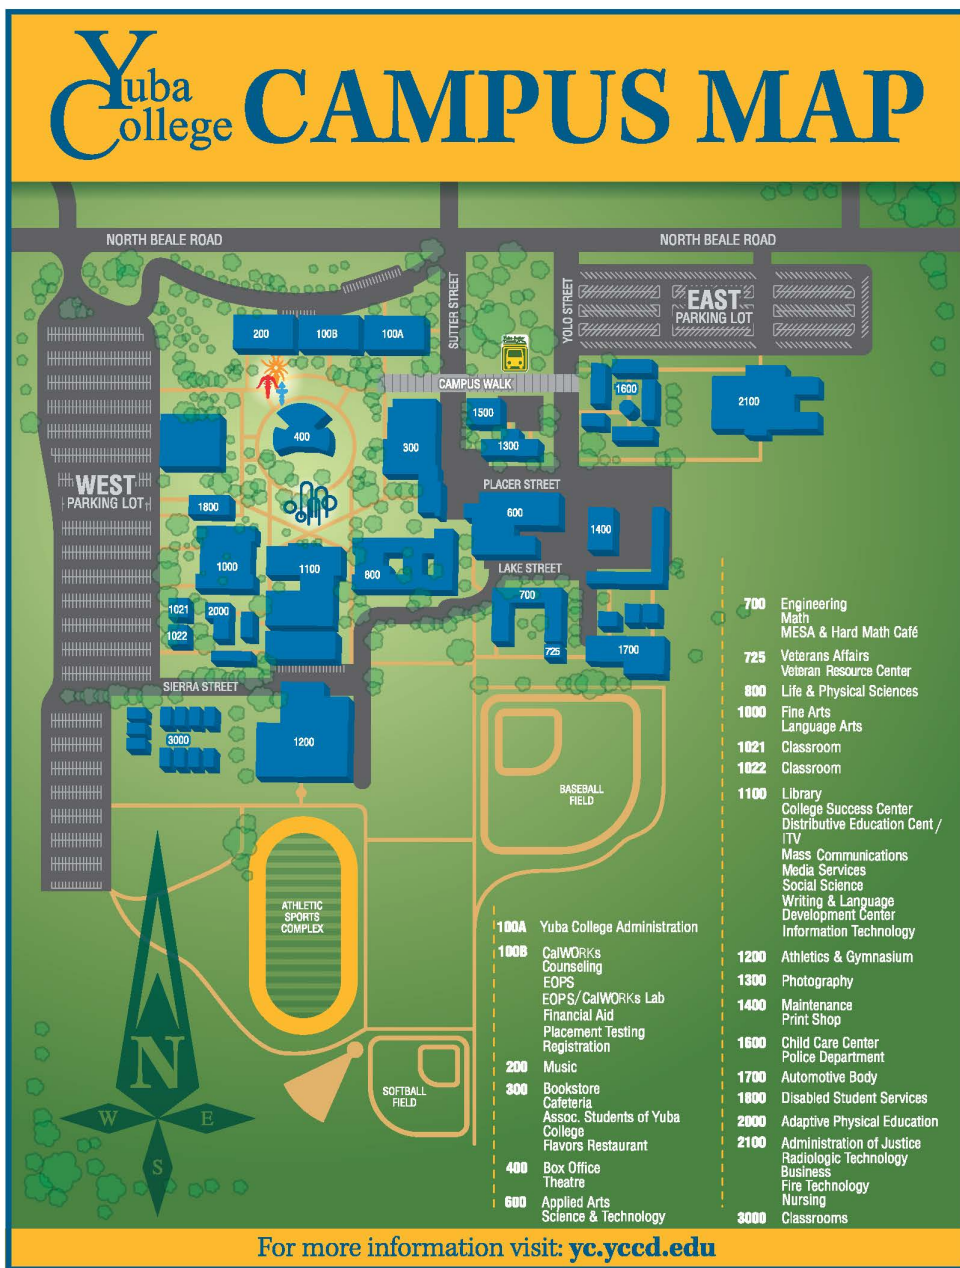 Yuba
College
CAMPUS MAP
NORTH BEALE ROAD
NORTH BEALE ROAD
SUTTER STREET
YOLO STREET
EAST
PARKING LOT
200
100B
100A
CAMPUS WALK
1600
2100
1500
400
300
1300
WEST
PARKING LOT
PLACER STREET
1800
600
1400
1000
1100
800
LAKE STREET
700
1021
2000
1022
725
1700
SIERRA STREET
3000
1200
BASEBALL
FIELD
ATHLETIC
SPORTS
COMPLEX
SOFTBALL
FIELD
N
W
E
S
100A Yuba College Administration
100B CalWORKs
Counseling
EOPS
EOPS/CalWORKs Lab
Financial Aid
Placement Testing
Registration
200 Music
300 Bookstore
Cafeteria
Assoc. Students of Yuba
College
Flavors Restaurant
400 Box Office
Theatre
600 Applied Arts
Science & Technology
700 Engineering
Math
MESA & Hard Math Café
725 Veterans Affairs
Veteran Resource Center
800 Life & Physical Sciences
1000 Fine Arts
Language Arts
1021 Classroom
1022 Classroom
1100 Library
College Success Center
Distributive Education Cent/
ITV
Mass Communications
Media Services
Social Science
Writing & Language
Development Center
Information Technology
1200 Athletics & Gymnasium
1300 Photography
1400 Maintenance
Print Shop
1600 Child Care Center
Police Department
1700 Automotive Body
1800 Disabled Student Services
2000 Adaptive Physical Education
2100 Administration of Justice
Radiologic Technology
Business
Fire Technology
Nursing
3000 Classrooms
For more information visit: yc.yccd.edu